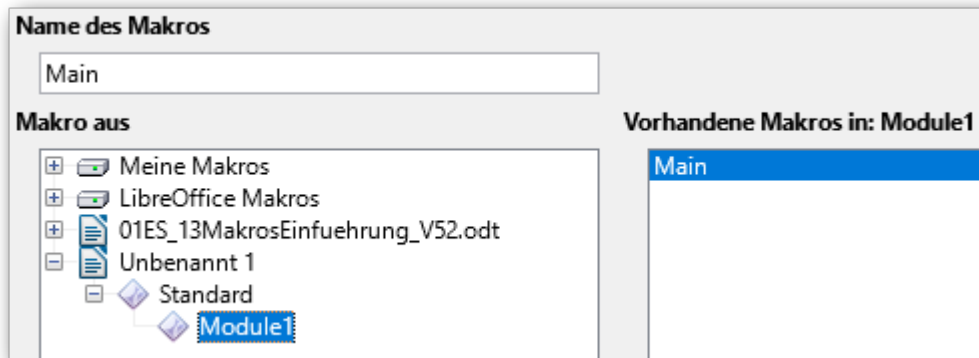 Name des Makros
Main
Makro aus
Vorhandene Makros in: Module1
Meine Makros
LibreOffice Makros
01ES_13MakrosEinfuehrung_V52.odt
Unbenannt 1
Standard
Module1
Main